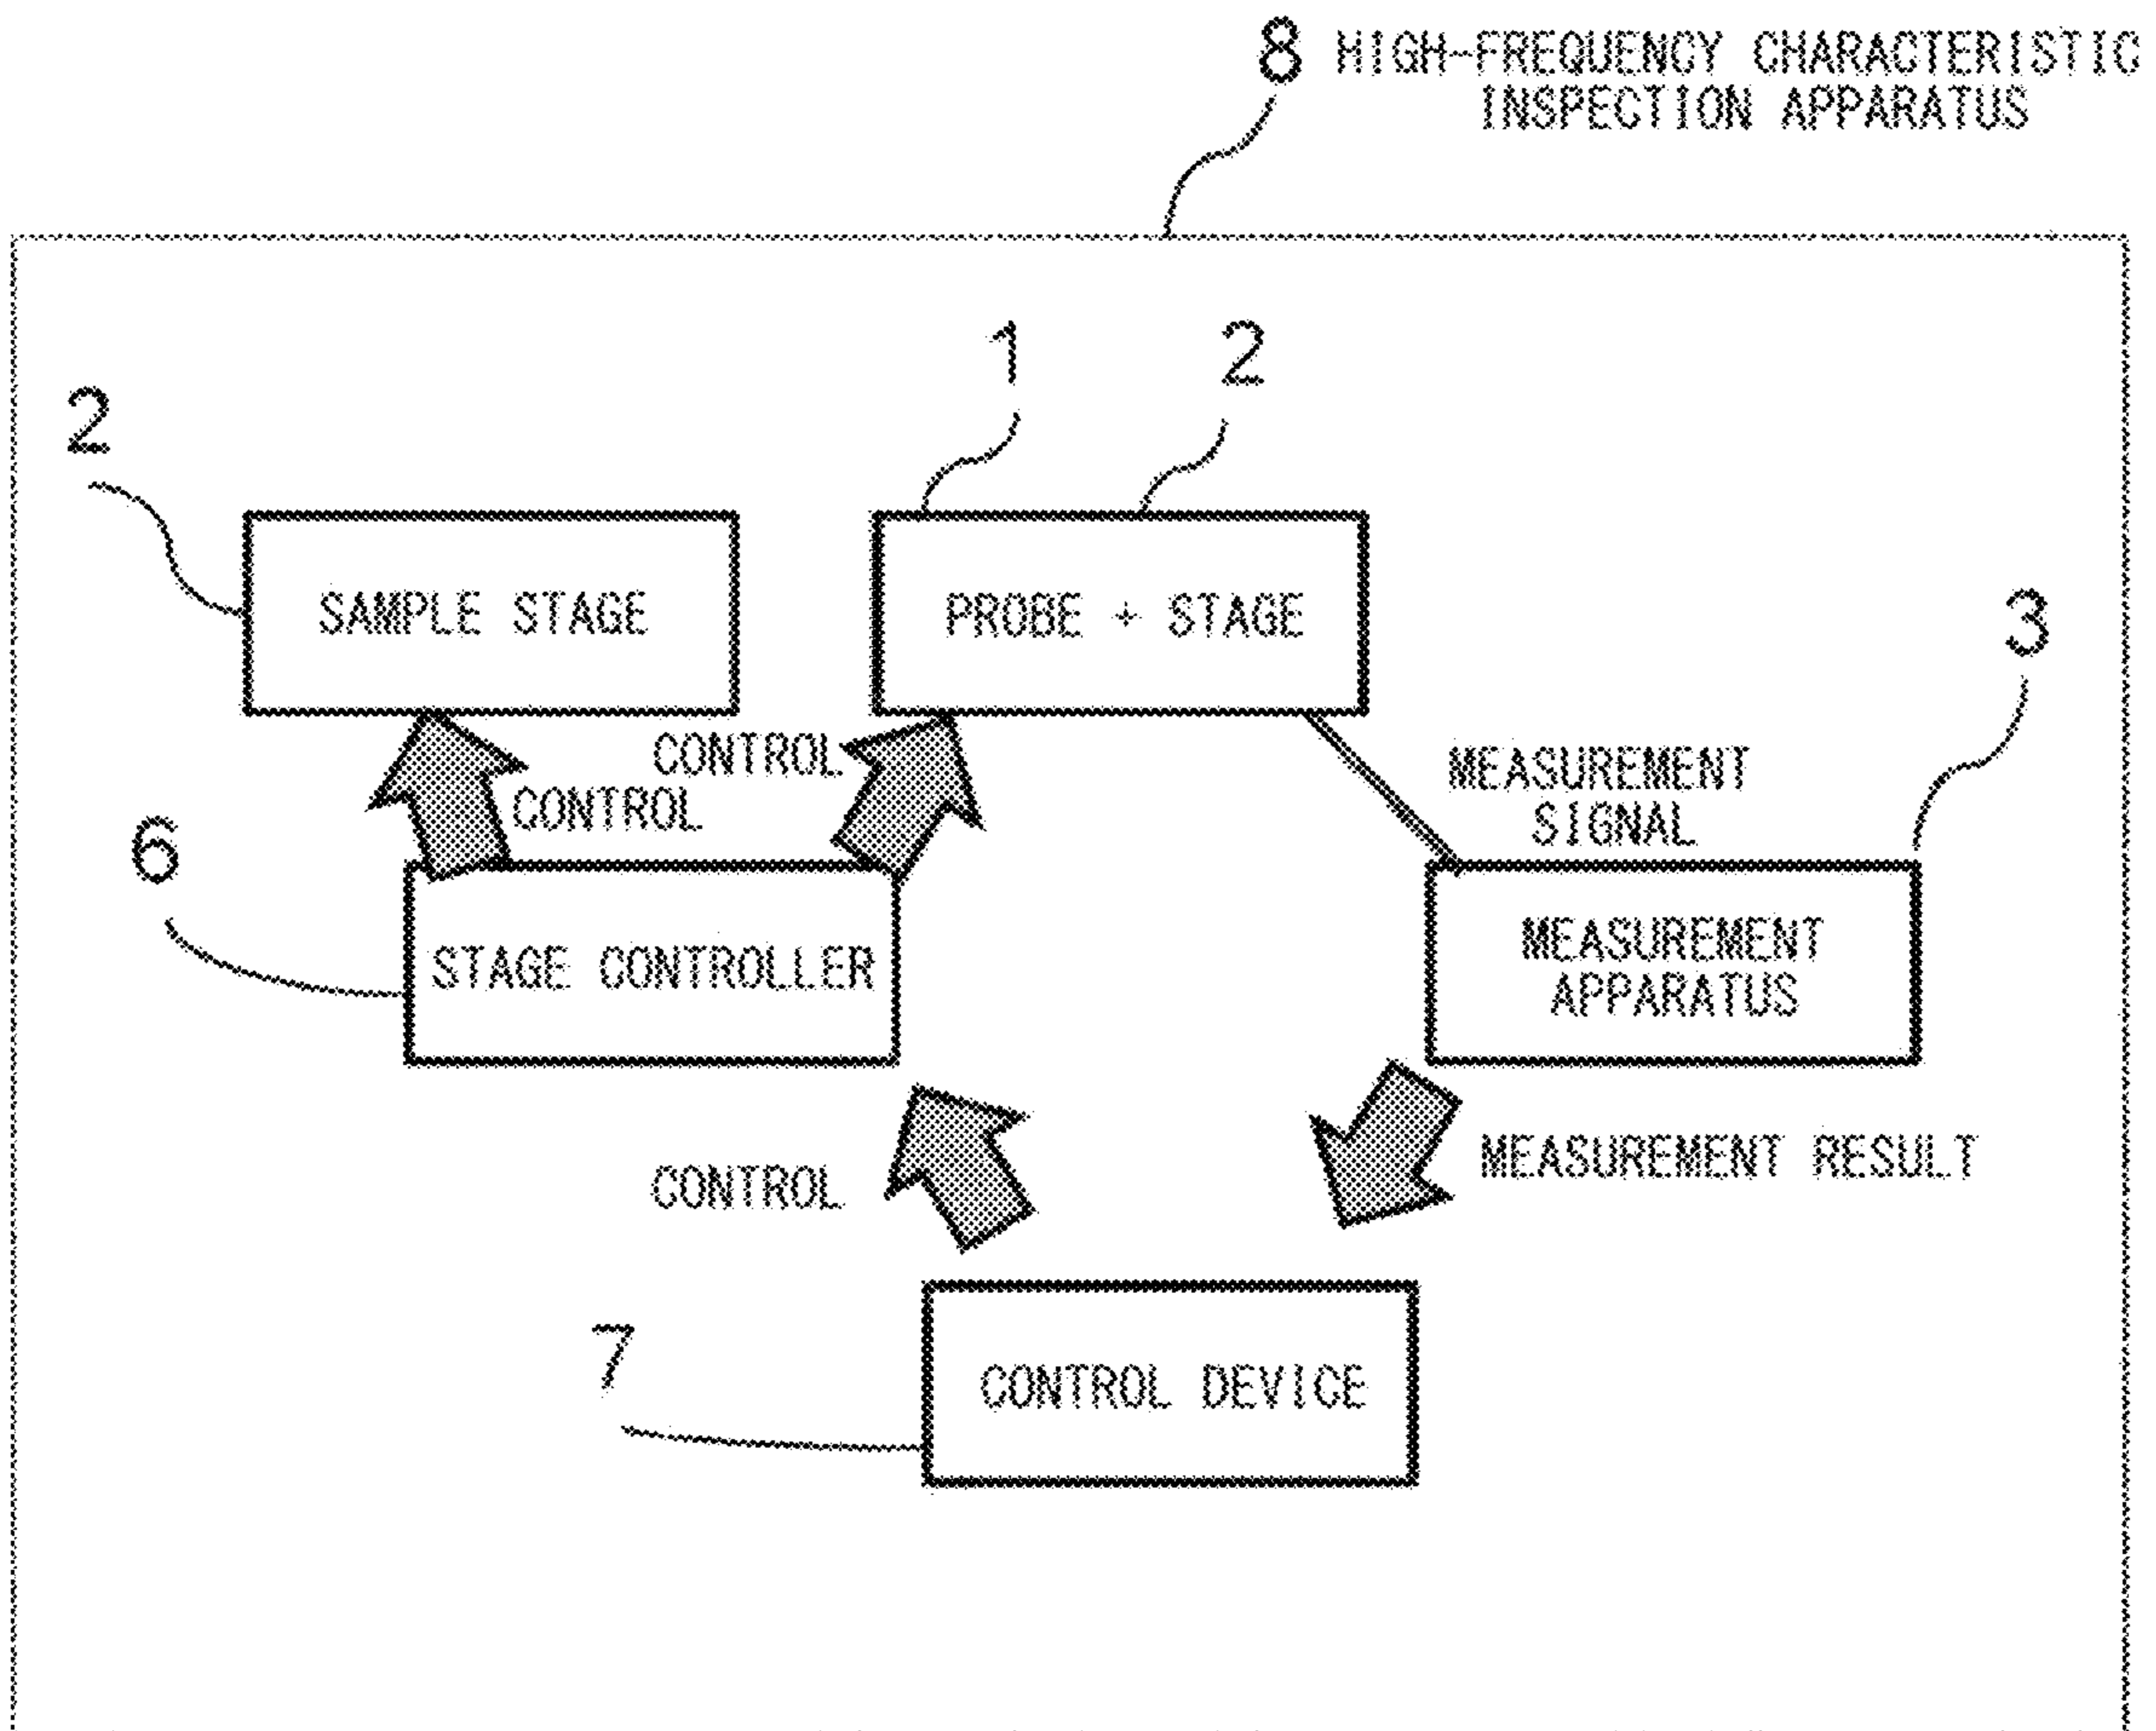 8 HIGH-FREQUENCY CHARACTERISTIC
INSPECTION APPARATUS
1
2
2
SAMPLE STAGE
PROBE + STAGE
3
CONTROL
CONTROL
MEASUREMENT
SIGNAL
6
STAGE CONTROLLER
MEASUREMENT
APPARATUS
CONTROL
MEASUREMENT RESULT
7
CONTROL DEVICE